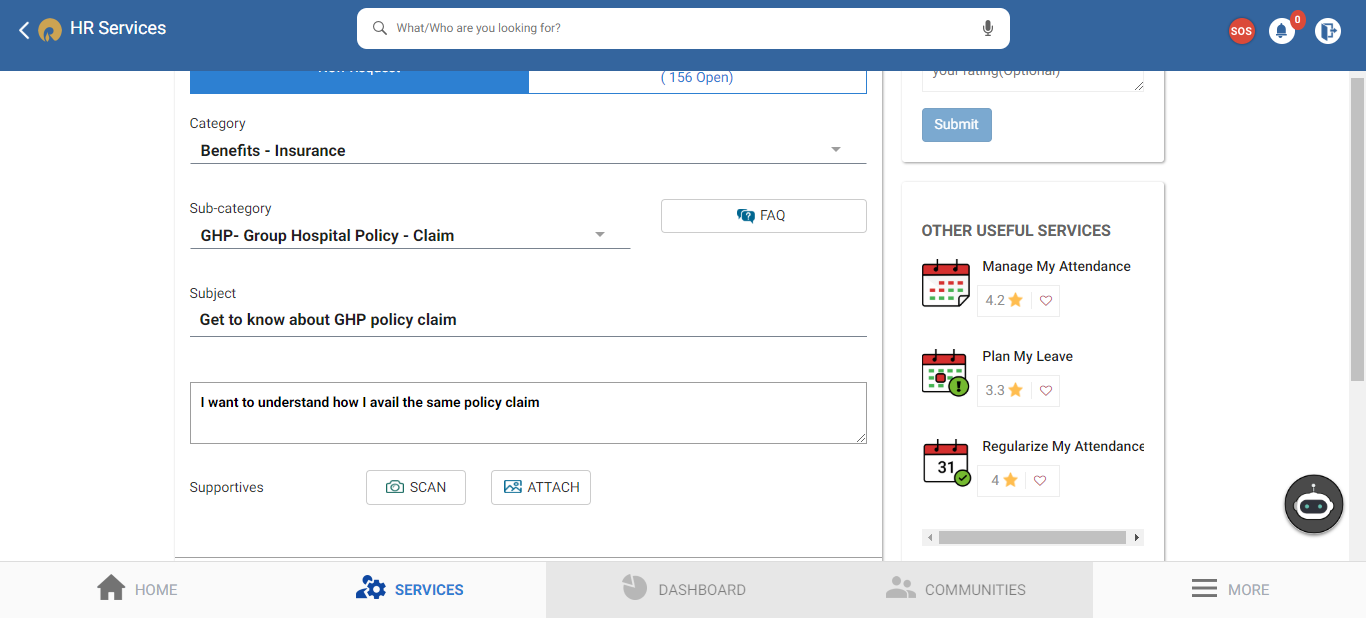 HR Services
What/Who are you looking for?
SOS
0
( 156 Open)
your rating(Optional)
Submit
Category
Benefits - Insurance
Sub-category
GHP- Group Hospital Policy - Claim
FAQ
Subject
Get to know about GHP policy claim
I want to understand how I avail the same policy claim
Supportives
SCAN
ATTACH
OTHER USEFUL SERVICES
Manage My Attendance
4.2
Plan My Leave
3.3
Regularize My Attendance
31
4
HOME
SERVICES
DASHBOARD
COMMUNITIES
MORE